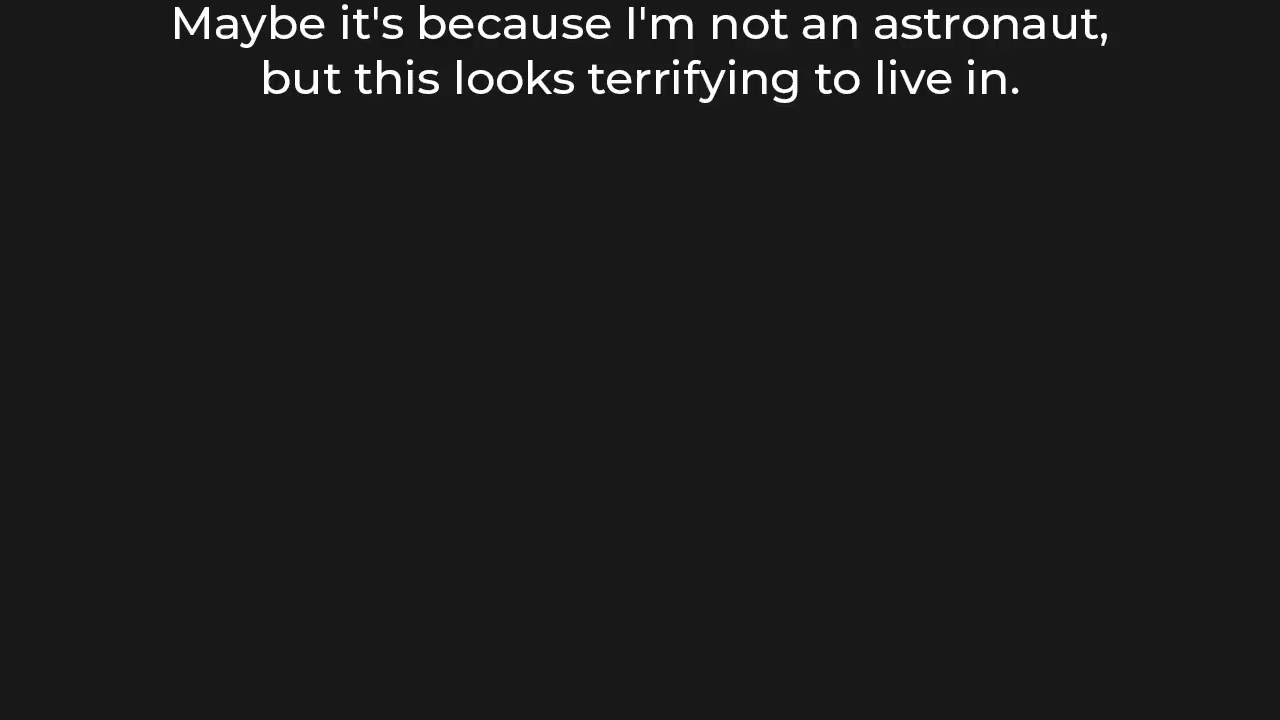 Maybe it's because I'm not an astronaut,
but this looks terrifying to live in.